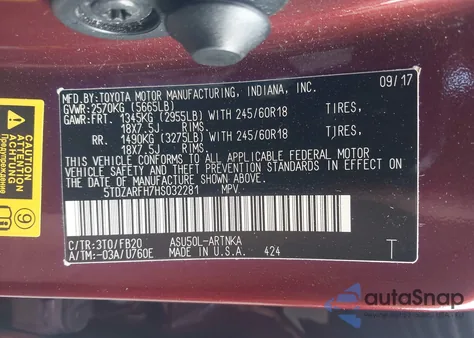 MFD.BY:TOYOTA MOTOR MANUFACTURING, INDIANA, INC. 09/17
GVWR:2570KG (5665LB)
GAWR:FRT. 1345KG (2955LB) WITH 245/60R18 TIRES,
18X7.5J RIMS.
RR. 1490KG (3275LB) WITH 245/60R18 TIRES,
18X7.5J RIMS.
THIS VEHICLE CONFORMS TO ALL APPLICABLE FEDERAL MOTOR
VEHICLE SAFETY AND THEFT PREVENTION STANDARDS IN
EFFECT ON THE DATE OF MANUFACTURE SHOWN ABOVE.
5TDZARFH7HS032281 MPV.
C/TR:3T0/FB20 ASU50L-ARTNKA
A/TM:-03A/U760E MADE IN U.S.A. 424 T
Предупреждение
autoSnap